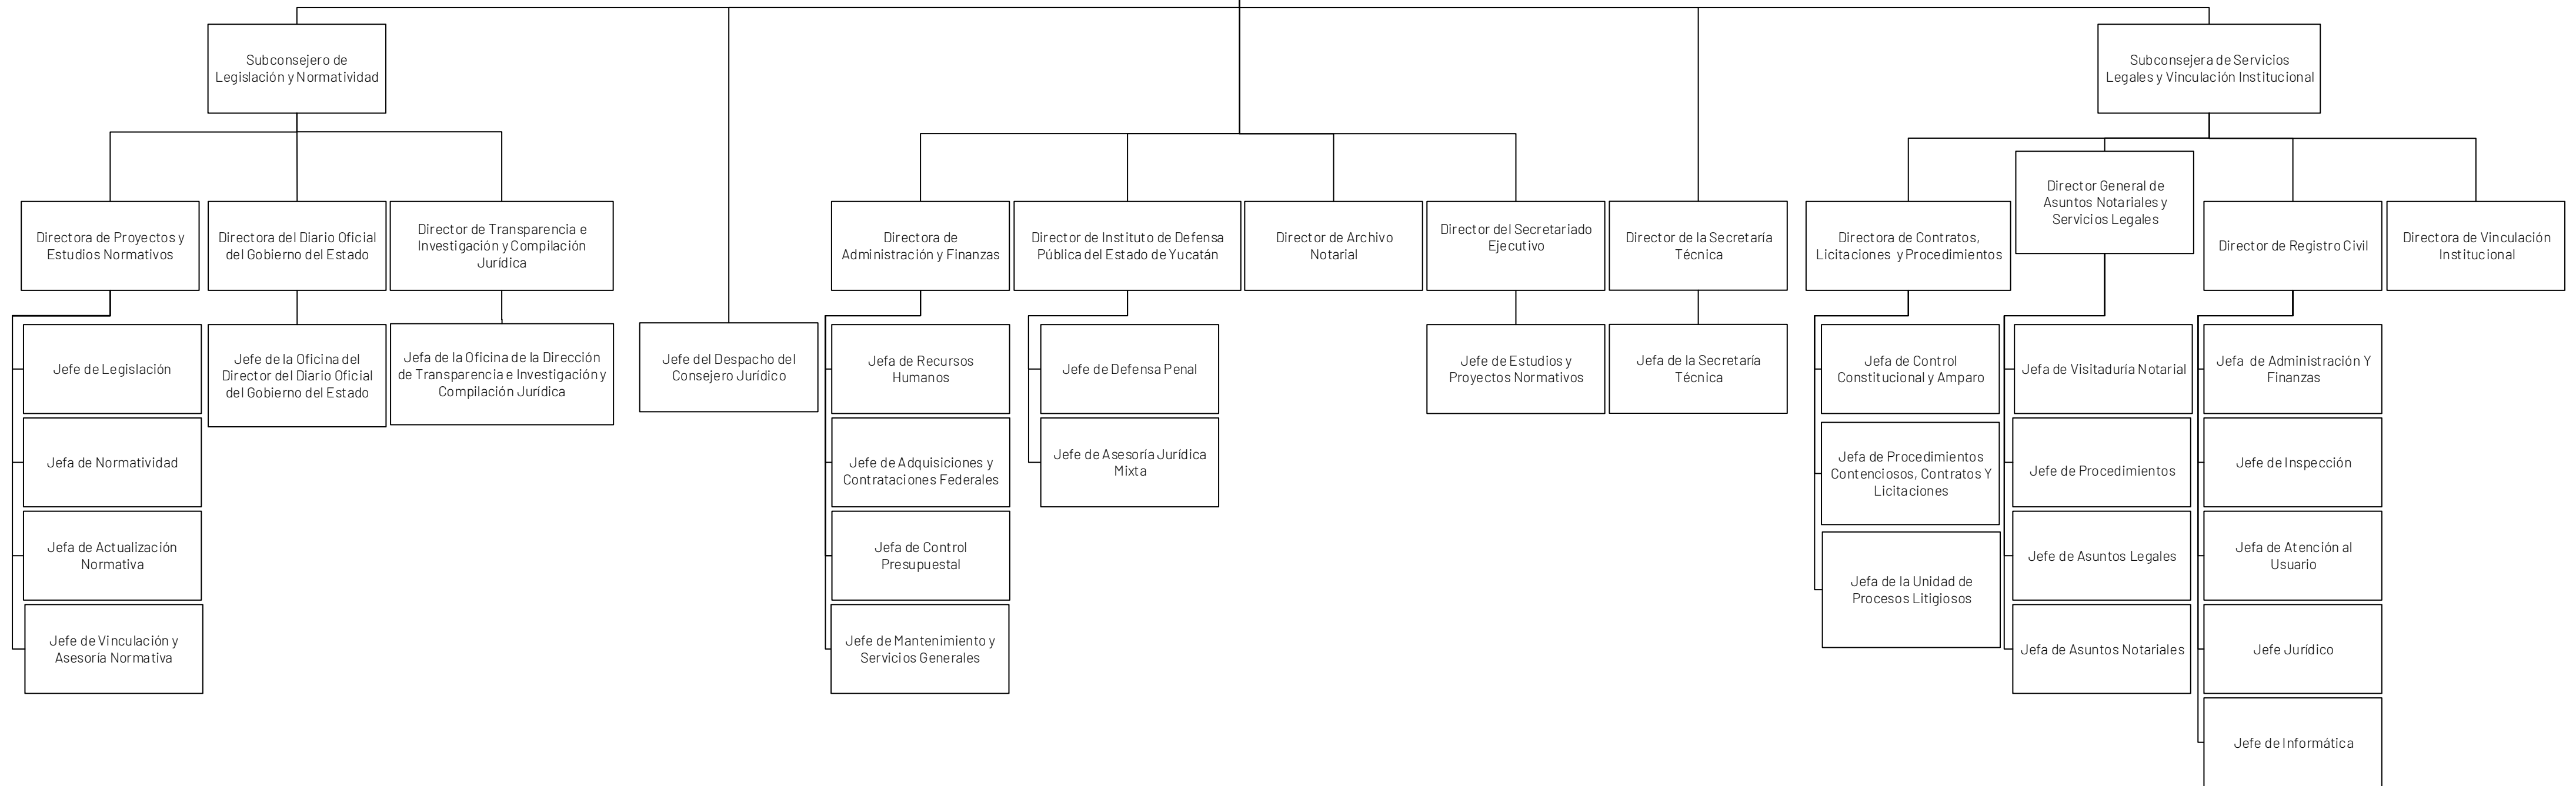 Subconsejero de
Legislación y Normatividad
Subconsejera de Servicios
Legales y Vinculación Institucional
Directora de Proyectos y
Estudios Normativos
Directora del Diario Oficial
del Gobierno del Estado
Director de Transparencia e
Investigación y Compilación
Jurídica
Directora de
Administración y Finanzas
Director de Instituto de Defensa
Pública del Estado de Yucatán
Director de Archivo
Notarial
Director del Secretariado
Ejecutivo
Director de la Secretaría
Técnica
Directora de Contratos,
Licitaciones y Procedimientos
Director General de
Asuntos Notariales y
Servicios Legales
Director de Registro Civil
Directora de Vinculación
Institucional
Jefe de Legislación
Jefe de la Oficina del
Director del Diario Oficial
del Gobierno del Estado
Jefa de la Oficina de la Dirección
de Transparencia e Investigación y
Compilación Jurídica
Jefe del Despacho del
Consejero Jurídico
Jefa de Recursos
Humanos
Jefe de Defensa Penal
Jefe de Estudios y
Proyectos Normativos
Jefa de la Secretaría
Técnica
Jefa de Control
Constitucional y Amparo
Jefa de Visitaduría Notarial
Jefa de Administración Y
Finanzas
Jefa de Normatividad
Jefe de Adquisiciones y
Contrataciones Federales
Jefe de Asesoría Jurídica
Mixta
Jefa de Procedimientos
Contenciosos, Contratos Y
Licitaciones
Jefe de Procedimientos
Jefe de Inspección
Jefa de Actualización
Normativa
Jefa de Control
Presupuestal
Jefa de la Unidad de
Procesos Litigiosos
Jefe de Asuntos Legales
Jefa de Atención al
Usuario
Jefe de Vinculación y
Asesoría Normativa
Jefe de Mantenimiento y
Servicios Generales
Jefa de Asuntos Notariales
Jefe Jurídico
Jefe de Informática